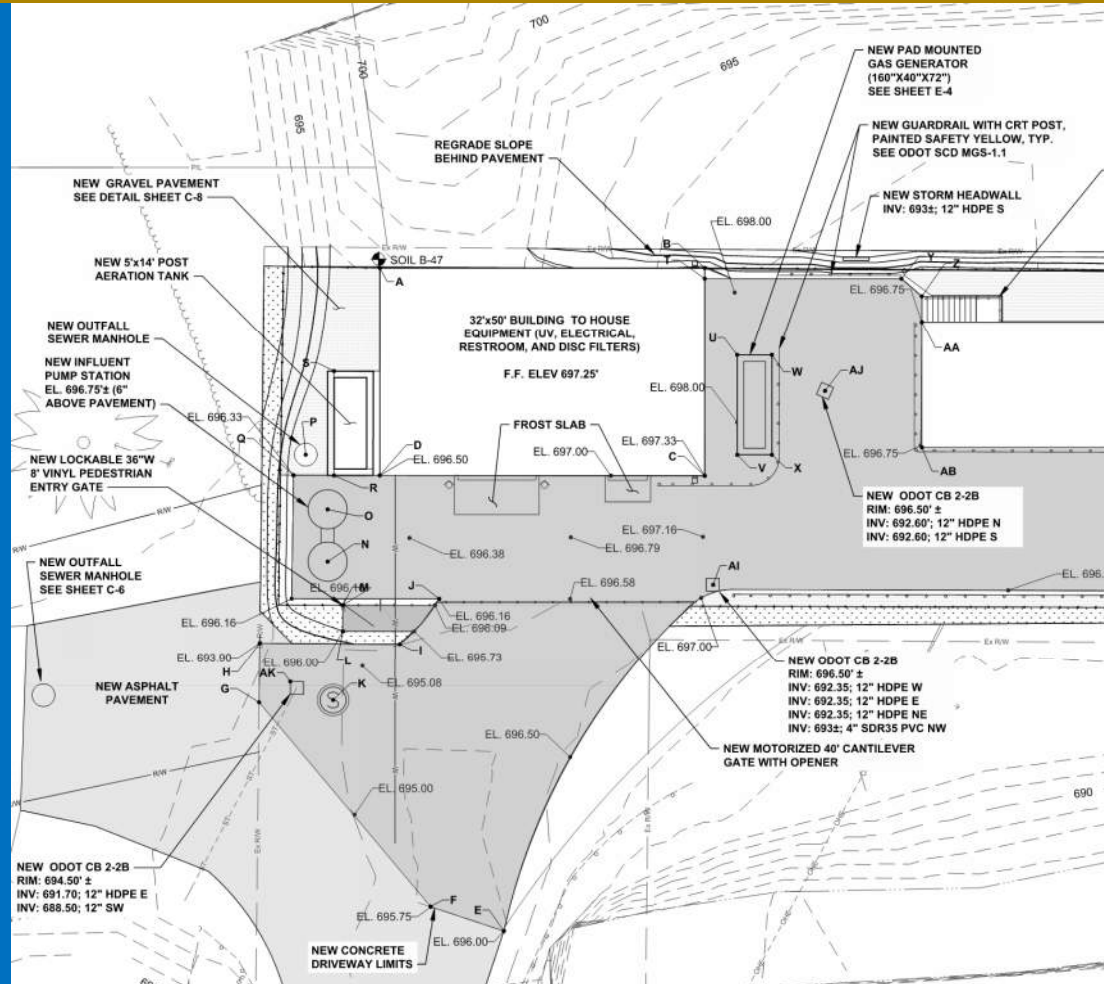 700
700
695
695
NEW PAD MOUNTED
GAS GENERATOR
(160"X40"X72")
SEE SHEET E-4
NEW GUARDRAIL WITH CRT POST,
PAINTED SAFETY YELLOW, TYP.
SEE ODOT SCD MGS-1.1
REGRADE SLOPE
BEHIND PAVEMENT
NEW GRAVEL PAVEMENT
SEE DETAIL SHEET C-8
NEW STORM HEADWALL
INV: 693±; 12" HDPE S
EL. 698.00
Ex R/W
Ex R/W
Ex R/W
SOIL B-47
NEW 5'x14' POST
AERATION TANK
A
B
T
Y
Z
EL. 696.75
32'x50' BUILDING TO HOUSE
EQUIPMENT (UV, ELECTRICAL,
RESTROOM, AND DISC FILTERS)
F.F. ELEV 697.25'
NEW OUTFALL
SEWER MANHOLE
NEW INFLUENT
PUMP STATION
EL. 696.75'± (6"
ABOVE PAVEMENT)
S
U
W
AA
AJ
EL. 698.00
EL. 696.33
P
Q
FROST SLAB
NEW LOCKABLE 36"W
8' VINYL PEDESTRIAN
ENTRY GATE
D
EL. 696.50
EL. 697.00
EL. 697.33
C
V
X
EL. 696.75
AB
R
O
N
NEW ODOT CB 2-2B
RIM: 696.50' ±
INV: 692.60'; 12" HDPE N
INV: 692.60; 12" HDPE S
R/W
R/W
EL. 696.38
EL. 696.79
EL. 697.16
NEW OUTFALL
SEWER MANHOLE
SEE SHEET C-6
M
J
EL. 696.58
AI
EL. 696.16
EL. 696.16
EL. 696.09
EL. 693.90
EL. 696.00
EL. 695.73
EL. 697.00
Ex R/W
Ex R/W
H
L
I
AK
K
G
EL. 695.08
NEW ASPHALT
PAVEMENT
NEW ODOT CB 2-2B
RIM: 696.50' ±
INV: 692.35; 12" HDPE W
INV: 692.35; 12" HDPE E
INV: 692.35; 12" HDPE NE
INV: 693±; 4" SDR35 PVC NW
EL. 696.50
NEW MOTORIZED 40' CANTILEVER
GATE WITH OPENER
R/W
ST
ST
Ex R/W
Ex R/W
OHE
OHE
OHE
690
EL. 695.00
NEW ODOT CB 2-2B
RIM: 694.50' ±
INV: 691.70; 12" HDPE E
INV: 688.50; 12" SW
F
E
EL. 695.75
EL. 696.00
NEW CONCRETE
DRIVEWAY LIMITS